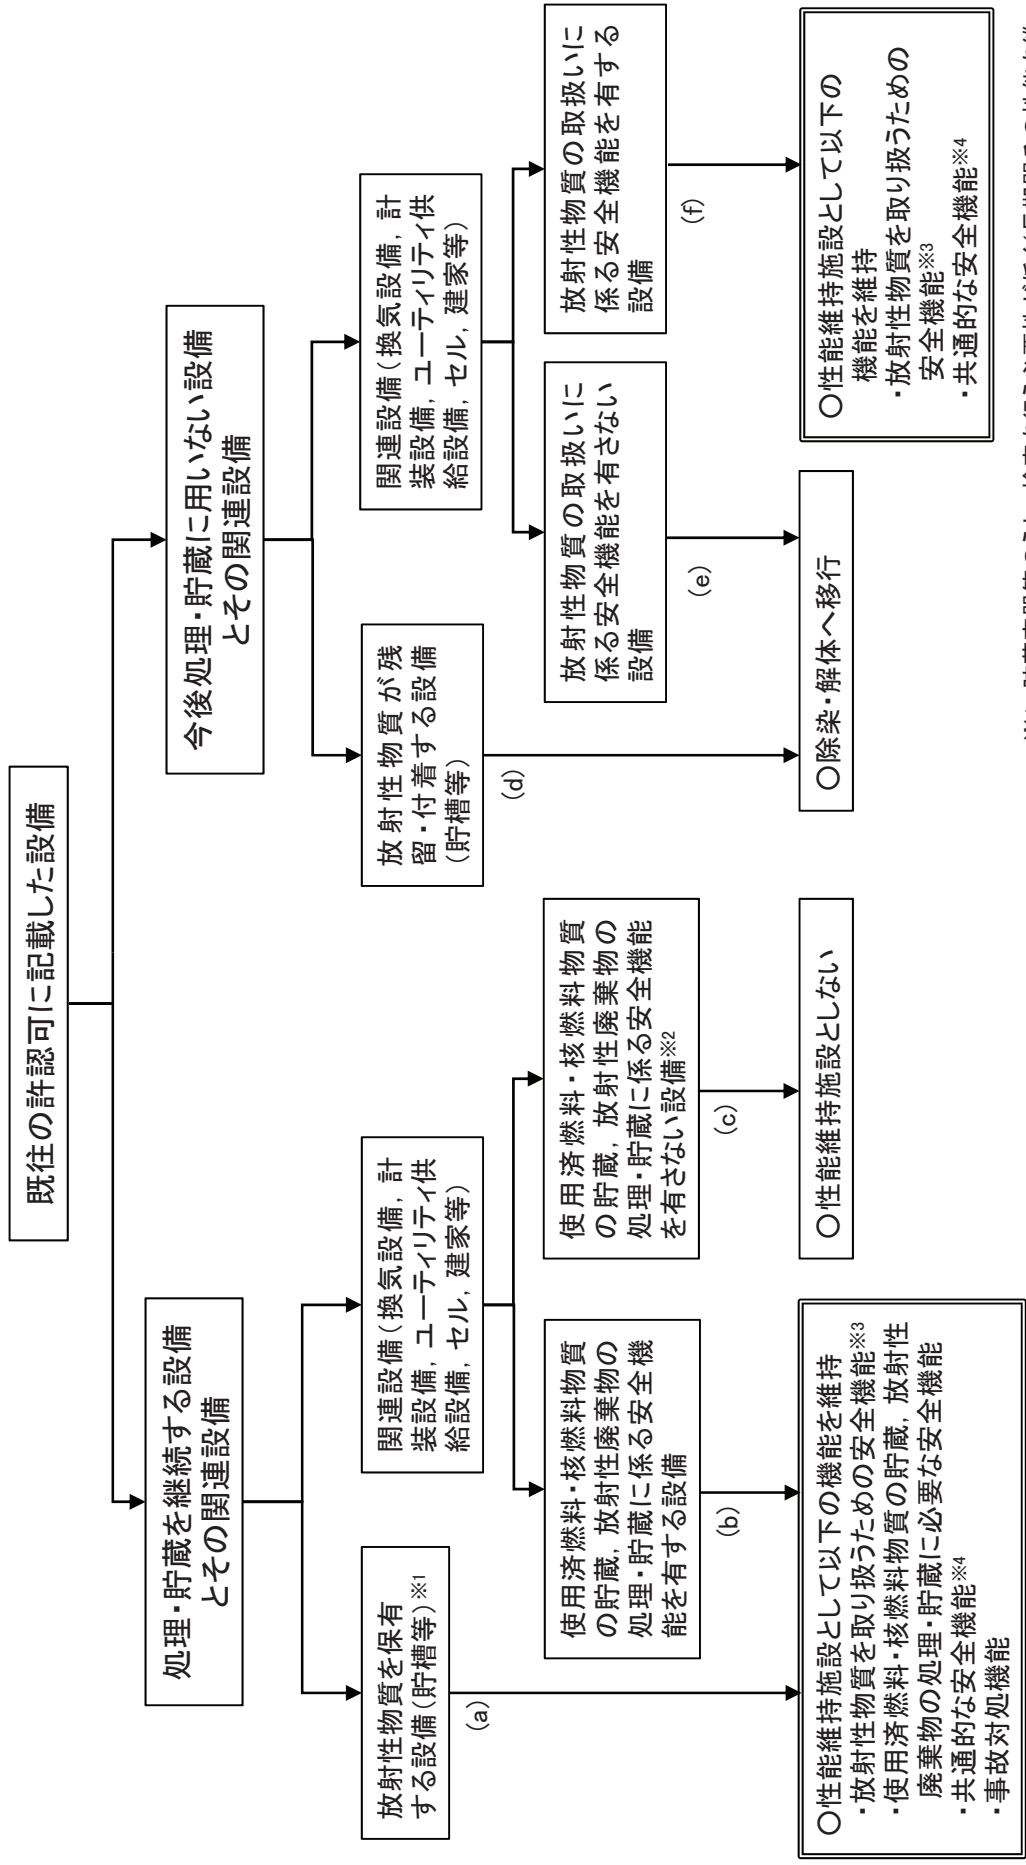 既往の許認可に記載した設備
処理・貯蔵を継続する設備
とその関連設備
今後処理・貯蔵に用いない設備
とその関連設備
放射性物質を保有
する設備(貯槽等)※1
関連設備(換気設備, 計
装設備, ユーティリティ供
給設備, セル, 建家等)
放射性物質が残
留・付着する設備
(貯槽等)
関連設備(換気設備, 計
装設備, ユーティリティ供
給設備, セル, 建家等)
(a)
使用済燃料・核燃料物質
の貯蔵, 放射性廃棄物の
処理・貯蔵に係る安全機
能を有する設備
使用済燃料・核燃料物質
の貯蔵, 放射性廃棄物の
処理・貯蔵に係る安全機能
を有さない設備※2
(d)
放射性物質の取扱いに
係る安全機能を有さない
設備
放射性物質の取扱いに
係る安全機能を有する
設備
(b)
(c)
(e)
(f)
○性能維持施設として以下の機能を維持
・放射性物質を取り扱うための安全機能※3
・使用済燃料・核燃料物質の貯蔵, 放射性
廃棄物の処理・貯蔵に必要な安全機能
・共通的な安全機能※4
・事故対処機能
○性能維持施設としない
○除染・解体へ移行
○性能維持施設として以下の
機能を維持
・放射性物質を取り扱うための
安全機能※3
・共通的な安全機能※4